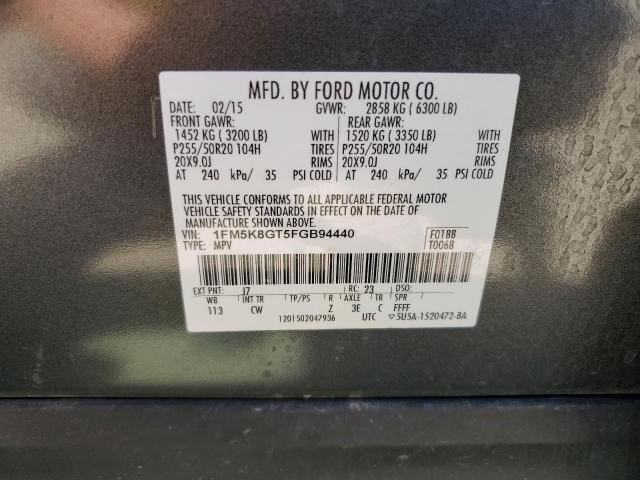 MFD. BY FORD MOTOR CO.
DATE: 02/15 GVWR: 2858 KG ( 6300 LB)
FRONT GAWR: REAR GAWR:
1452 KG ( 3200 LB) WITH 1520 KG ( 3350 LB) WITH
P255/50R20 104H TIRES P255/50R20 104H TIRES
20X9.0J RIMS 20X9.0J RIMS
AT 240 kPa/ 35 PSI COLD AT 240 kPa/ 35 PSI COLD
THIS VEHICLE CONFORMS TO ALL APPLICABLE FEDERAL MOTOR
VEHICLE SAFETY STANDARDS IN EFFECT ON THE DATE OF
MANUFACTURE SHOWN ABOVE.
VIN: 1FM5K8GT5FGB94440 F0188
TYPE: MPV T0068
EXT PNT: J7 RC: 23 DSO:
WB INT TR TP/PS R AXLE TR SPR
113 CW Z 3E C FFFF
1201502047936 UTC ▽5U5A-1520472-BA